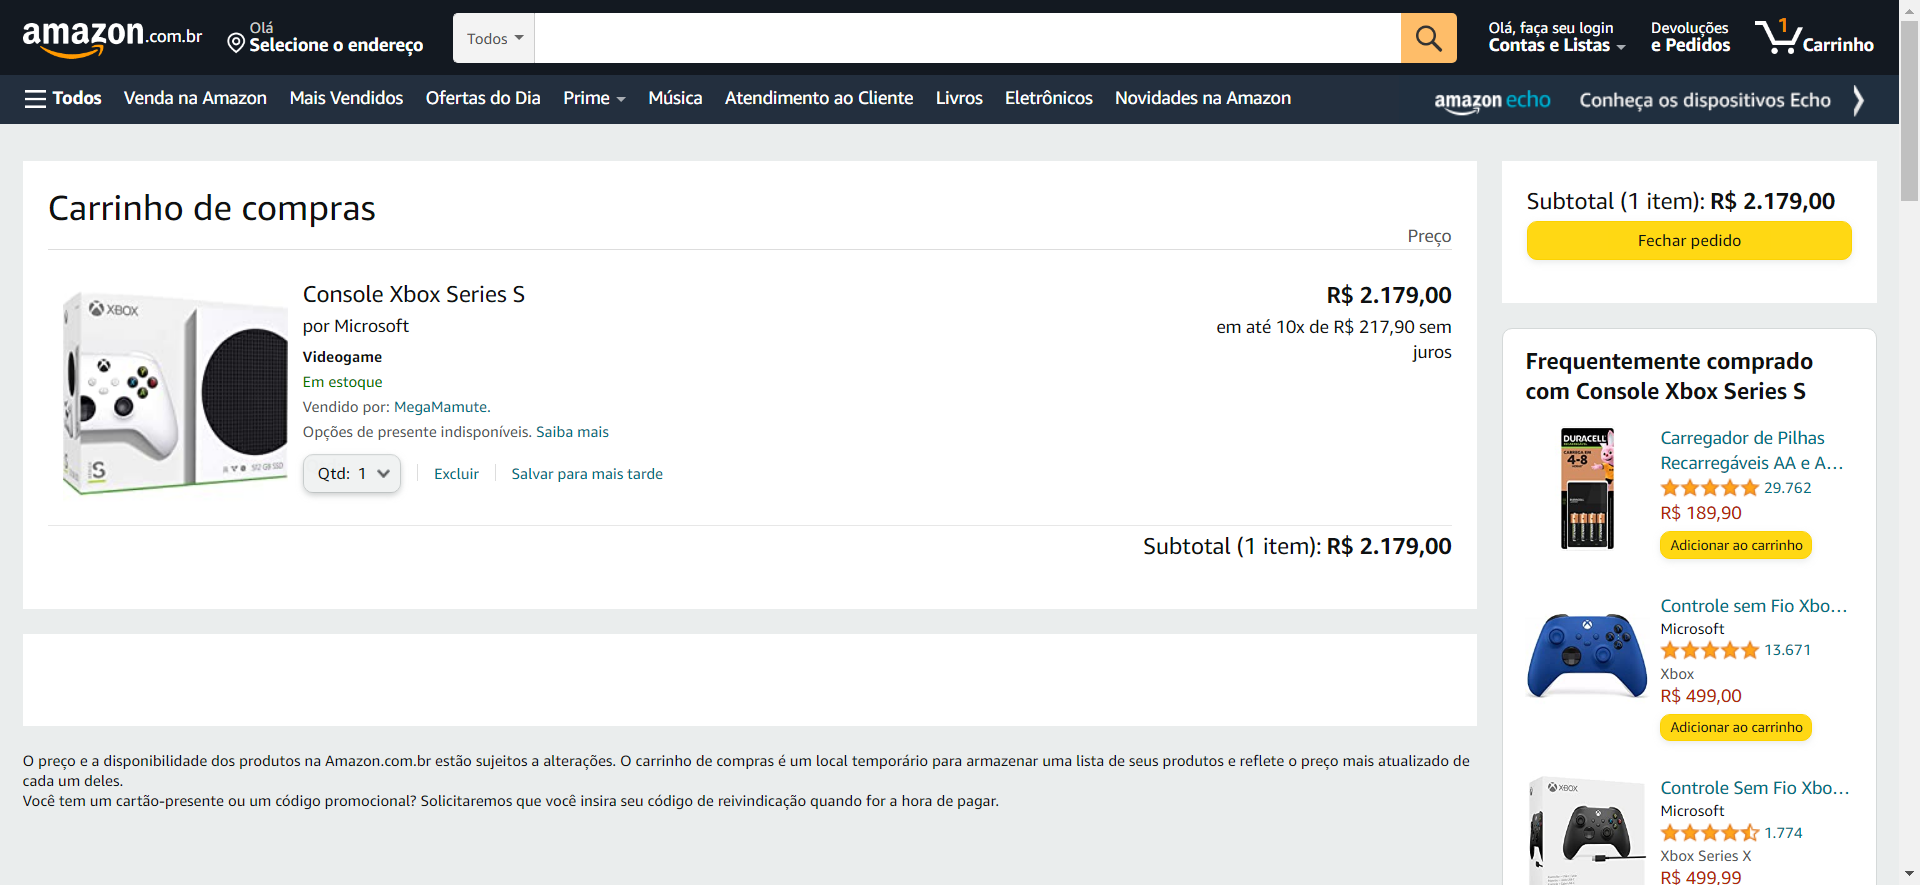 amazon.com.br
Olá
Selecione o endereço
Todos
Olá, faça seu login
Contas e Listas
Devoluções
e Pedidos
1
Carrinho
Todos
Venda na Amazon
Mais Vendidos
Ofertas do Dia
Prime
Música
Atendimento ao Cliente
Livros
Eletrônicos
Novidades na Amazon
amazon echo
Conheça os dispositivos Echo
Carrinho de compras
Preço
XBOX
S
512 GB SSD
Console Xbox Series S
por Microsoft
Videogame
Em estoque
Vendido por: MegaMamute.
Opções de presente indisponíveis. Saiba mais
Qtd: 1
Excluir
Salvar para mais tarde
R$ 2.179,00
em até 10x de R$ 217,90 sem
juros
Subtotal (1 item): R$ 2.179,00
O preço e a disponibilidade dos produtos na Amazon.com.br estão sujeitos a alterações. O carrinho de compras é um local temporário para armazenar uma lista de seus produtos e reflete o preço mais atualizado de
cada um deles.
Você tem um cartão-presente ou um código promocional? Solicitaremos que você insira seu código de reivindicação quando for a hora de pagar.
Subtotal (1 item): R$ 2.179,00
Fechar pedido
Frequentemente comprado
com Console Xbox Series S
DURACELL
4-8
Carregador de Pilhas
Recarregáveis AA e A...
29.762
R$ 189,90
Adicionar ao carrinho
Controle sem Fio Xbo...
Microsoft
13.671
Xbox
R$ 499,00
Adicionar ao carrinho
XBOX
Controle Sem Fio Xbo...
Microsoft
1.774
Xbox Series X
R$ 499,99